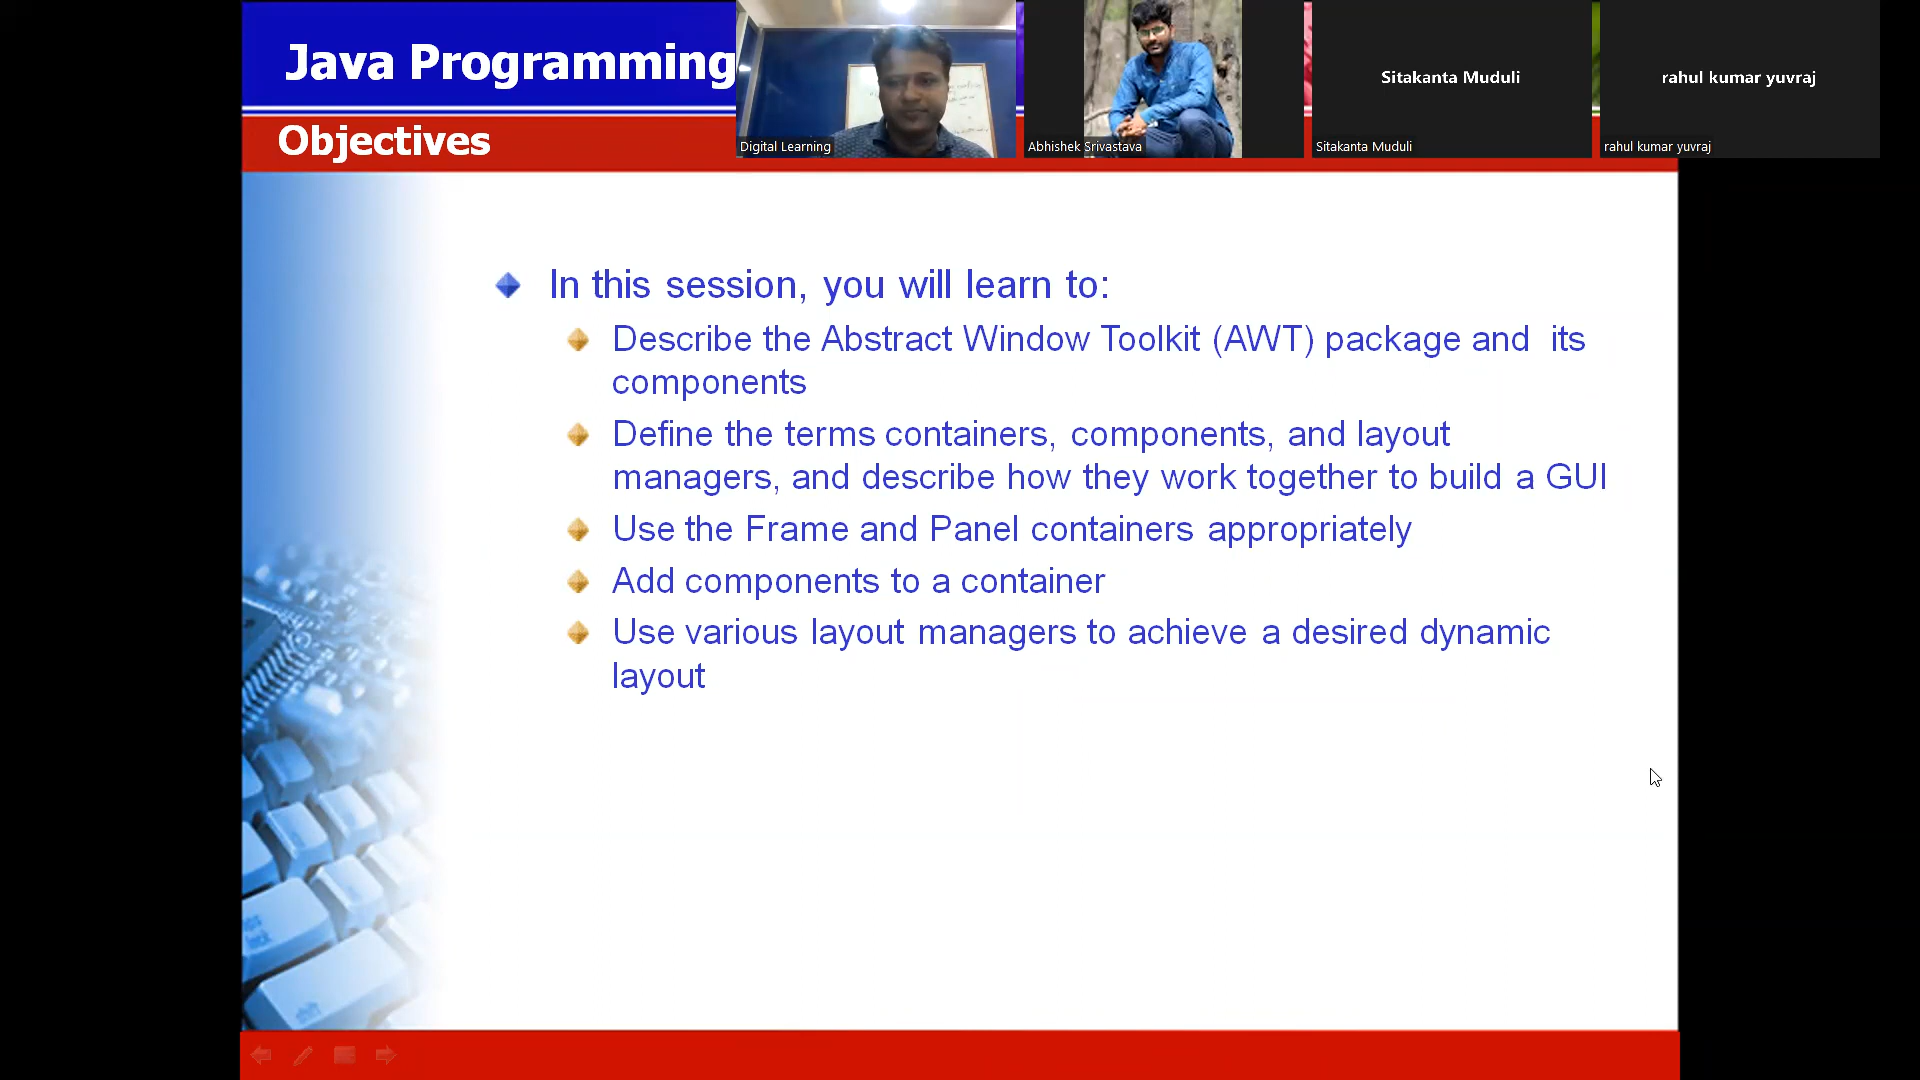 Java Programming
Objectives
Digital Learning
Abhishek Srivastava
Sitakanta Muduli
Sitakanta Muduli
rahul kumar yuvraj
rahul kumar yuvraj
In this session, you will learn to:
Describe the Abstract Window Toolkit (AWT) package and its
components
Define the terms containers, components, and layout
managers, and describe how they work together to build a GUI
Use the Frame and Panel containers appropriately
Add components to a container
Use various layout managers to achieve a desired dynamic
layout
shift